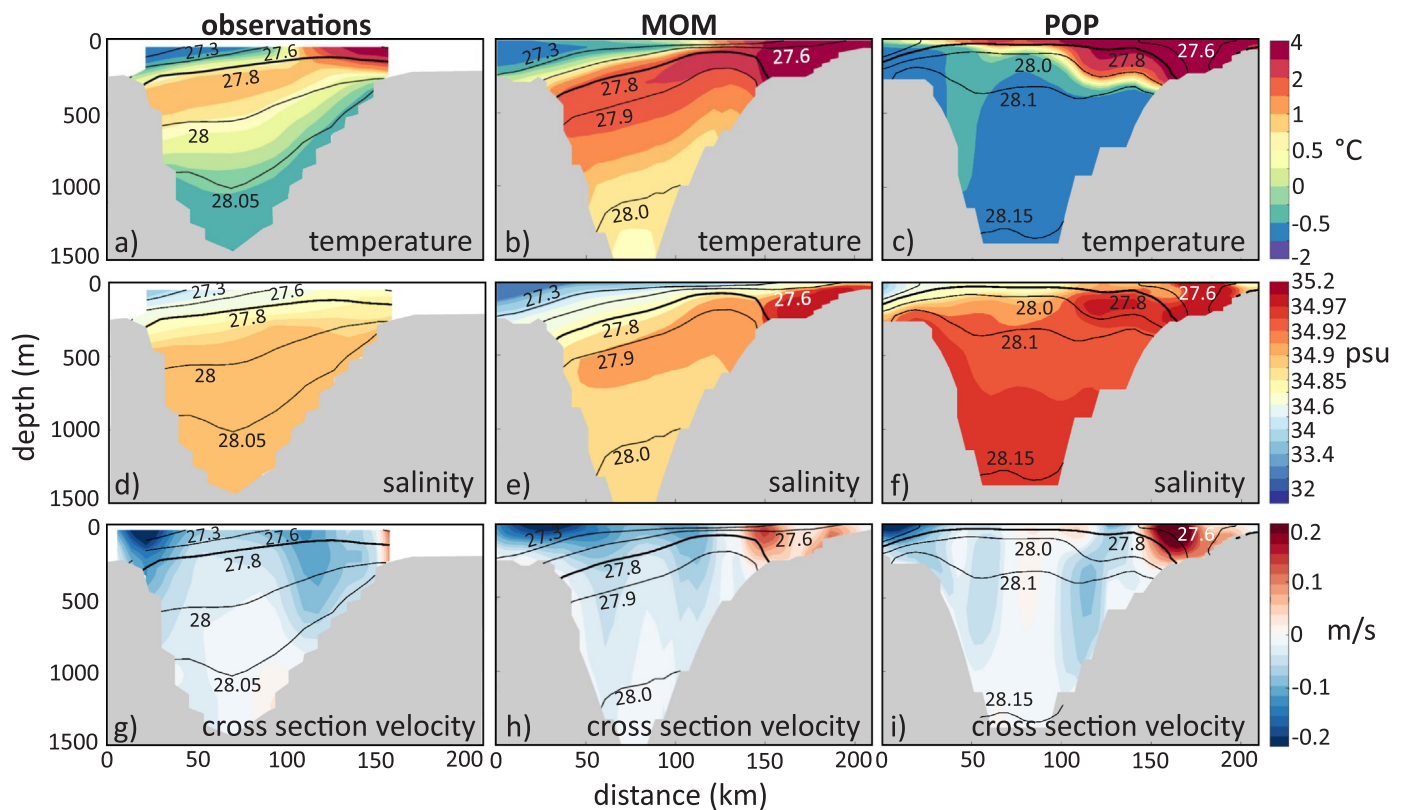 observations MOM POP
0 27.3 27.6 27.3 27.6 27.6 4
27.8 27.8 28.0 27.8 2
27.9 28.1 1
500 28 0.5 °C
0
1000 28.05 28.0 28.15 -0.5
a) temperature b) temperature c) temperature -2
1500
0 27.3 27.6 27.3 27.6 27.6 35.2
27.8 27.8 28.0 27.8 34.97
27.9 28.1 34.92
500 28 34.9 psu
34.85
depth (m)
34.6
1000 28.05 28.0 28.15 34
33.4
d) salinity e) salinity f) salinity 32
1500
0 27.3 27.6 27.6 27.6 0.2
27.3
27.8 27.8 28.0 27.8 0.1
27.9 28.1
500 28 0 m/s
1000 28.05 28.0 28.15 -0.1
g) cross section velocity h) cross section velocity i) cross section velocity -0.2
1500
0 50 100 150 200 0 50 100 150 200 50 100 150 200
distance (km)